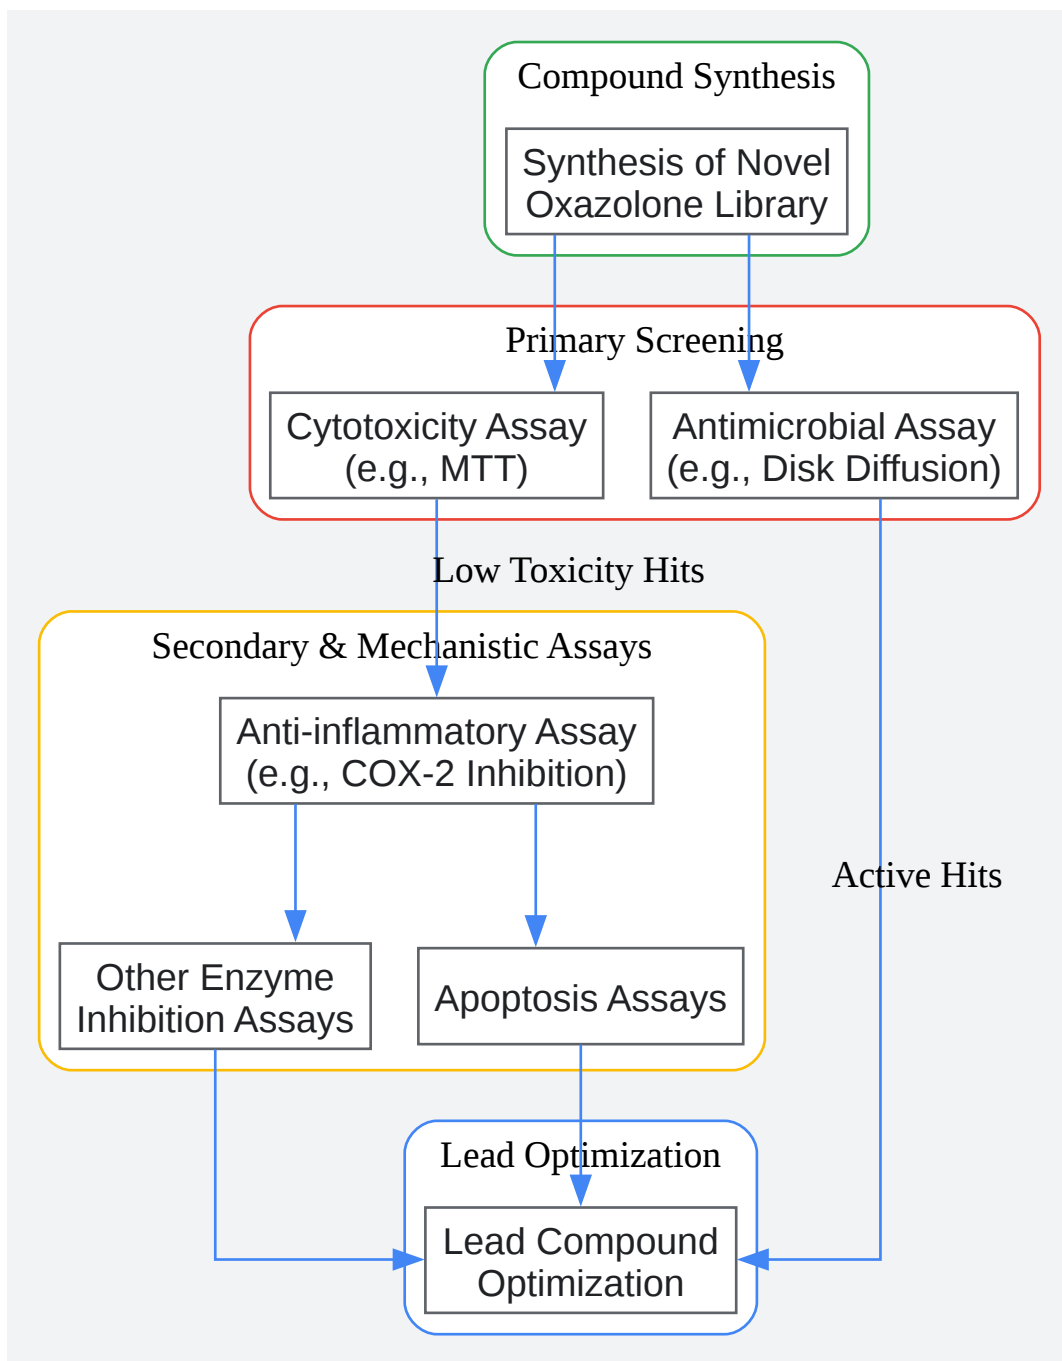 Compound Synthesis
Synthesis of Novel
Oxazolone Library
Primary Screening
Cytotoxicity Assay
(e.g., MTT)
Antimicrobial Assay
(e.g., Disk Diffusion)
Low Toxicity Hits
Secondary & Mechanistic Assays
Anti-inflammatory Assay
(e.g., COX-2 Inhibition)
Active Hits
Other Enzyme
Inhibition Assays
Apoptosis Assays
Lead Optimization
Lead Compound
Optimization